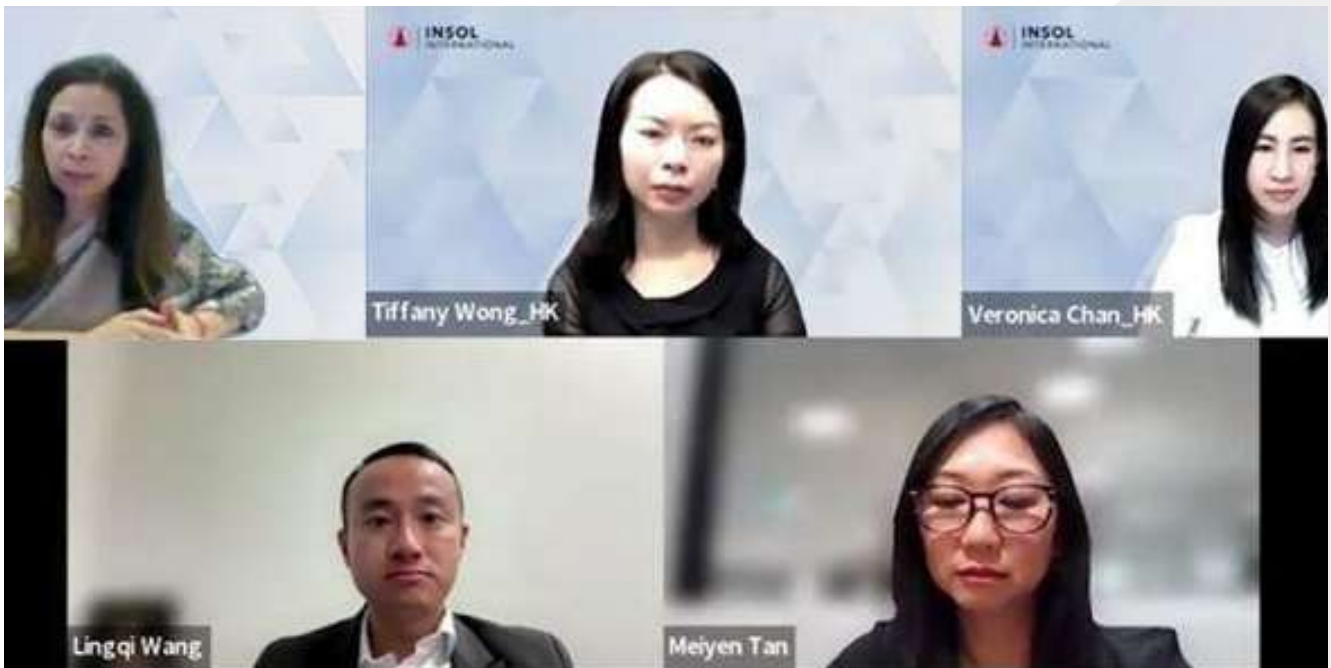 INSOL
INTERNATIONAL
INSOL
INTERNATIONAL
Tiffany Wong_HK
Veronica Chan_HK
Lingqi Wang
Meiyen Tan